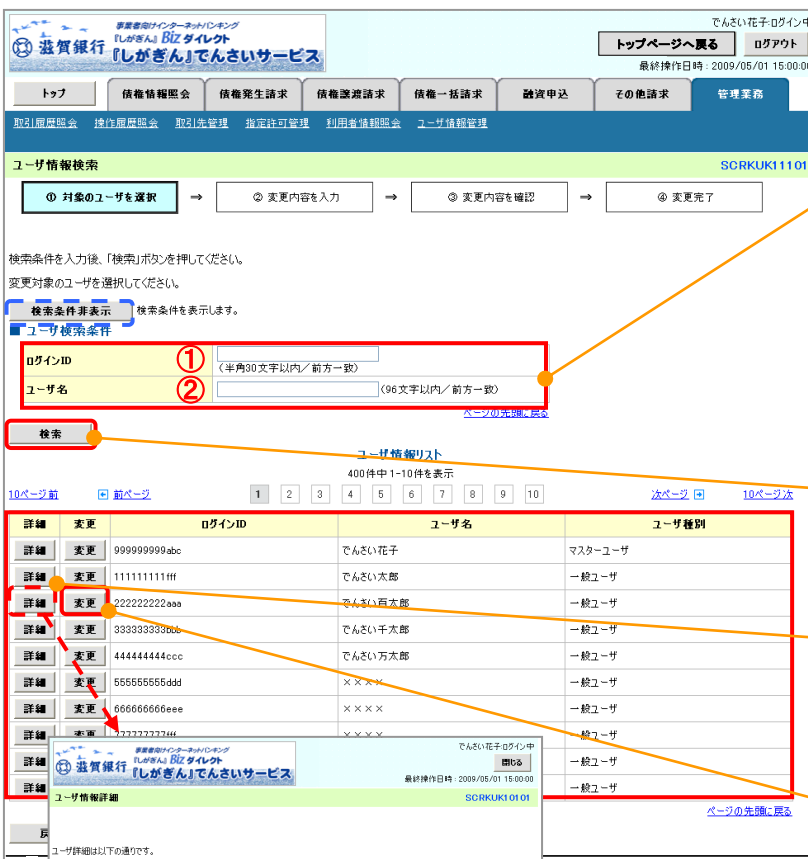 でんさい花子:ログイン中
事業者向けインターネットバンキング
『しがぎん』Biz ダイレクト
滋賀銀行 『しがぎん』でんさいサービス
トップページへ戻る ログアウト
最終操作日時:2009/05/01 15:00:00
トップ 債権情報照会 債権発生請求 債権譲渡請求 債権一括請求 融資申込 その他請求 管理業務
取引履歴照会 操作履歴照会 取引先管理 指定許可管理 利用者情報照会 ユーザ情報管理
ユーザ情報検索 SCRKUK11101
① 対象のユーザを選択 ⇒ ② 変更内容を入力 ⇒ ③ 変更内容を確認 ⇒ ④ 変更完了
検索条件を入力後、「検索」ボタンを押してください。
変更対象のユーザを選択してください。
検索条件非表示 検索条件を表示します。
■ ユーザ検索条件
ログインID ① (半角30文字以内/前方一致)
ユーザ名 ② (96文字以内/前方一致)
ページの先頭に戻る
検索
ユーザ情報リスト
400件中 1-10件を表示
10ページ前 前ページ 1 2 3 4 5 6 7 8 9 10 次ページ 10ページ次
詳細 変更 ログインID ユーザ名 ユーザ種別
詳細 変更 999999999abc でんさい花子 マスターユーザ
詳細 変更 111111111fff でんさい太郎 一般ユーザ
詳細 変更 222222222aaa でんさい百太郎 一般ユーザ
詳細 変更 333333333bbb でんさい千太郎 一般ユーザ
詳細 変更 444444444ccc でんさい万太郎 一般ユーザ
詳細 変更 555555555ddd ×××× 一般ユーザ
詳細 変更 666666666eee ×××× 一般ユーザ
詳細 変更 777777777fff ×××× 一般ユーザ
詳細 一般ユーザ
詳細 一般ユーザ
ページの先頭に戻る
戻
でんさい花子:ログイン中
事業者向けインターネットバンキング
『しがぎん』Biz ダイレクト
滋賀銀行 『しがぎん』でんさいサービス
閉じる
最終操作日時:2009/05/01 15:00:00
ユーザ情報詳細 SCRKUK10101
ユーザ詳細は以下の通りです。